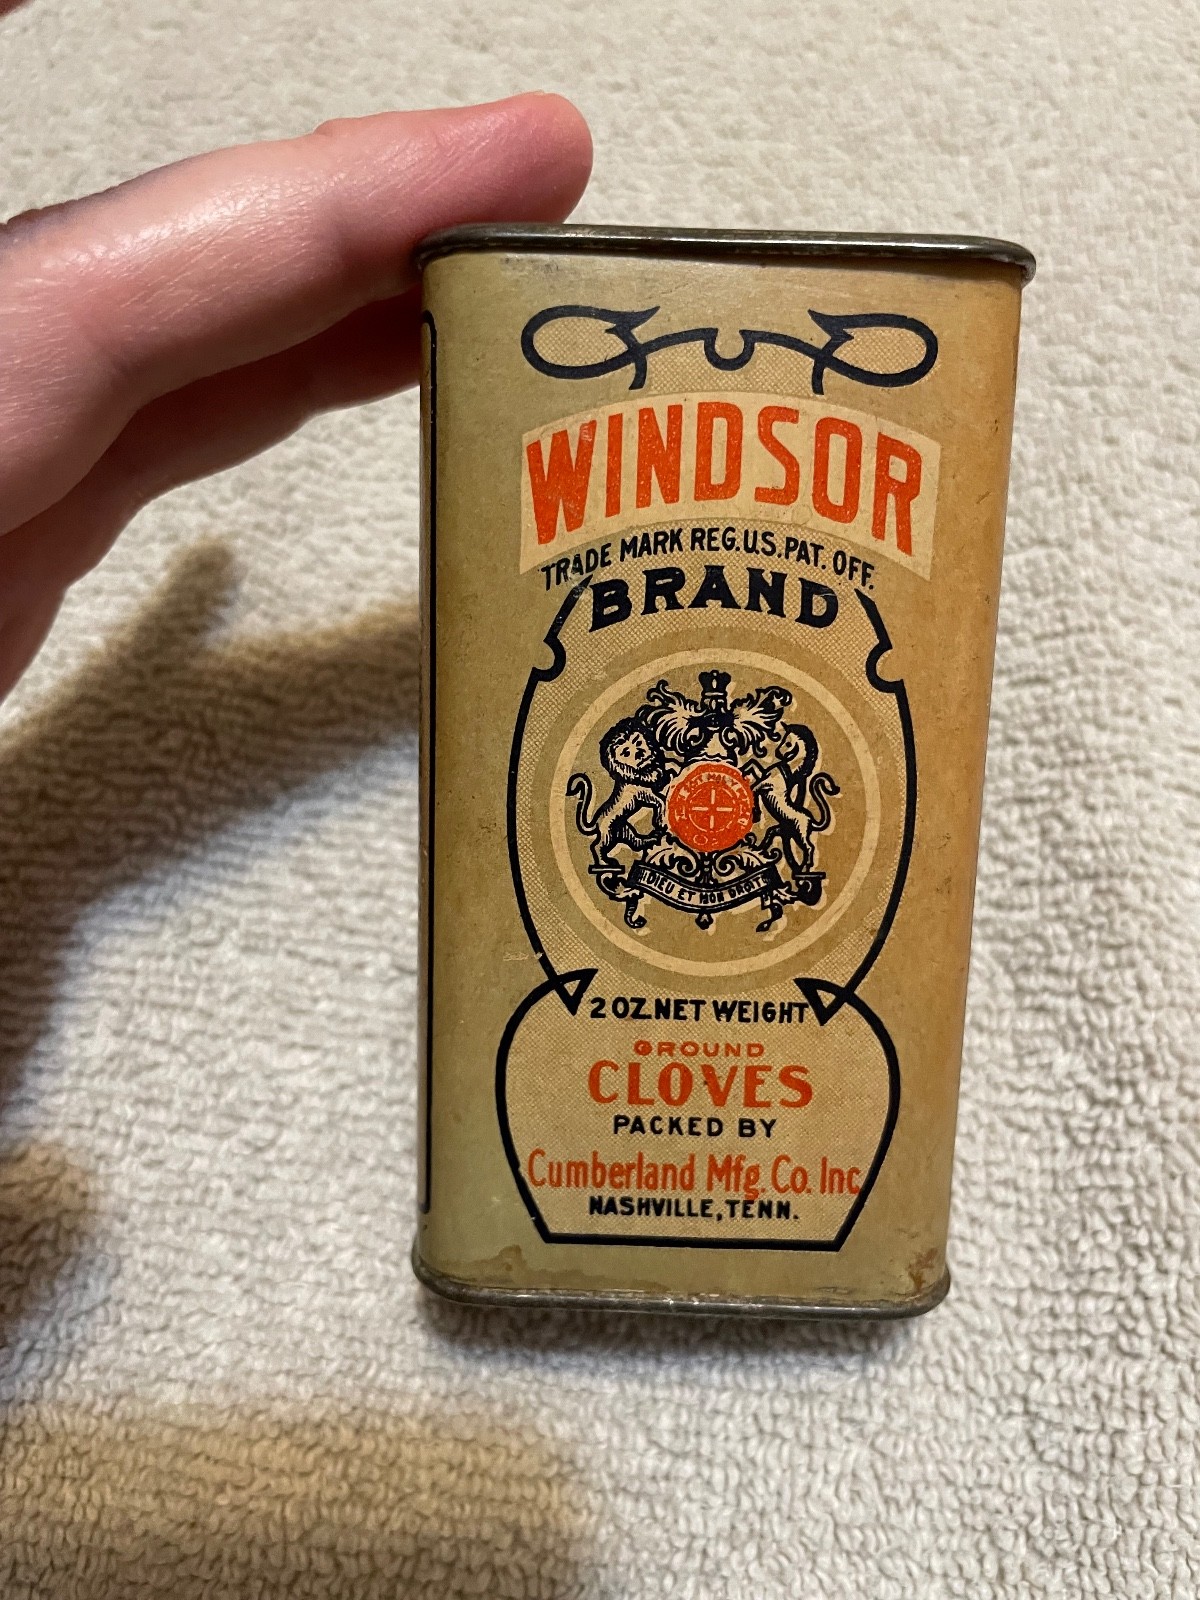 WINDSOR
TRADE MARK REG. U.S. PAT. OFF.
BRAND
DIEU ET MON DROIT
2 OZ. NET WEIGHT
GROUND
CLOVES
PACKED BY
Cumberland Mfg. Co. Inc
NASHVILLE, TENN.